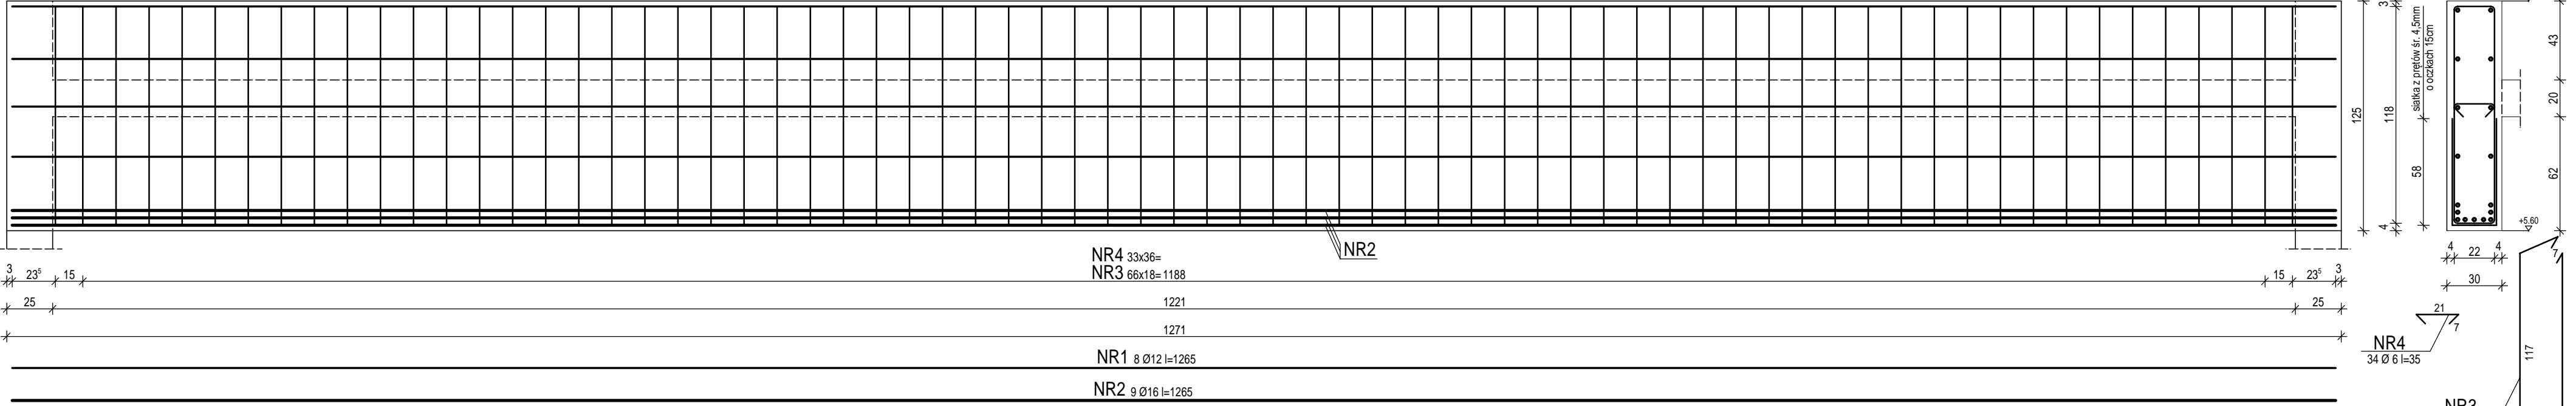 NR2
NR4 33x36=
NR3 66x18=1188
3
23⁵
15
15
23⁵
3
25
1221
25
1271
NR1 8 Ø12 l=1265
NR2 9 Ø16 l=1265
125
3
118
4
siatka z prętów śr. 4,5mm
o oczkach 15cm
58
43
20
62
+5.60
4
22
4
30
21
7
NR4
34 Ø 6 l=35
7
117
NR3